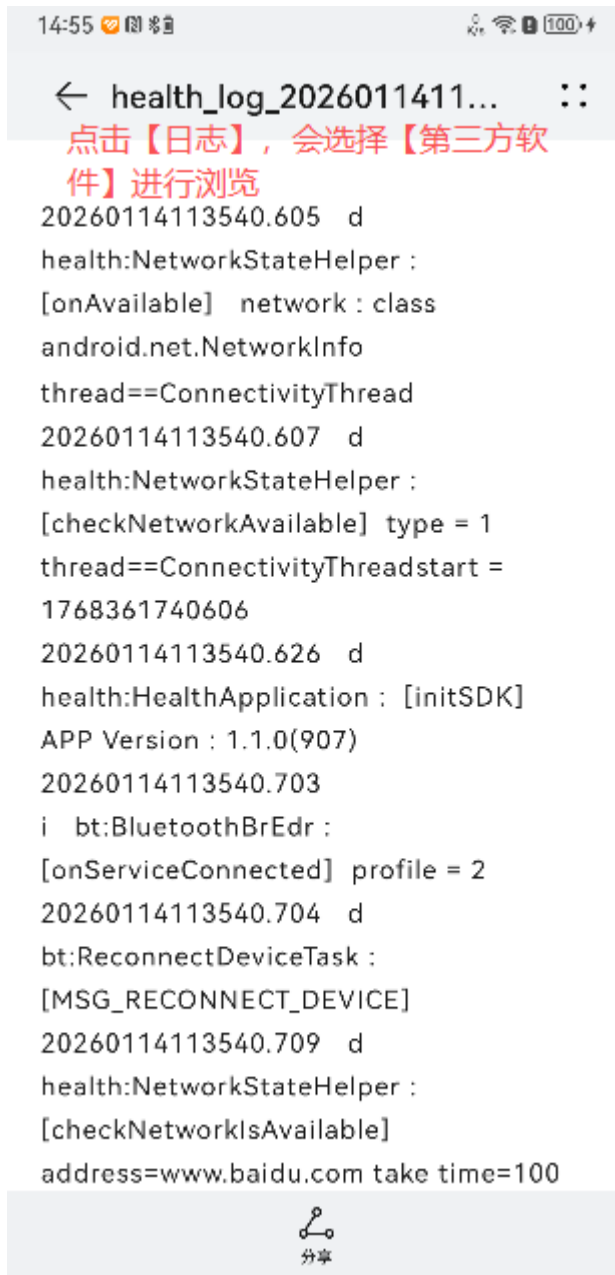 14:55 100
health_log_2026011411...
点击【日志】，会选择【第三方软
件】进行浏览
20260114113540.605 d
health:NetworkStateHelper :
[onAvailable] network : class
android.net.NetworkInfo
thread==ConnectivityThread
20260114113540.607 d
health:NetworkStateHelper :
[checkNetworkAvailable] type = 1
thread==ConnectivityThreadstart =
1768361740606
20260114113540.626 d
health:HealthApplication : [initSDK]
APP Version : 1.1.0(907)
20260114113540.703
i bt:BluetoothBrEdr :
[onServiceConnected] profile = 2
20260114113540.704 d
bt:ReconnectDeviceTask :
[MSG_RECONNECT_DEVICE]
20260114113540.709 d
health:NetworkStateHelper :
[checkNetworkIsAvailable]
address=www.baidu.com take time=100
分享